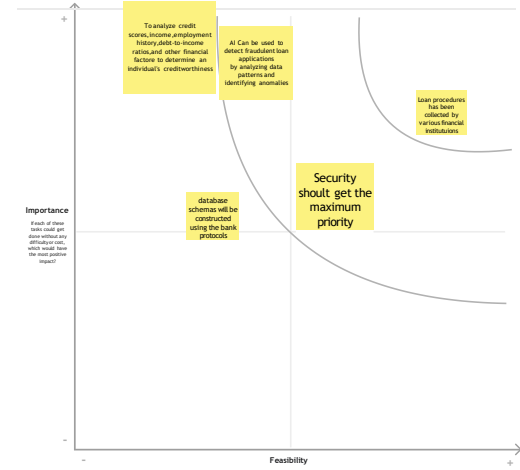 +
To analyze credit
scores,income,employment
history,debt-to-income
ratios,and other financial
factore to determine an
individual's creditworthiness
AI Can be used to
detect fraudulent loan
applications
by analyzing data
patterns and
identifying anomalies
Loan procedures
has been
collected by
various financial
institutuions
Security
shoult get the
maximum
priority
database
schemas will be
constructed
using the bank
protocols
Importance
If each of these
tasks could get
done without any
difficulty or cost,
which would have
the most positive
impact?
-
-
Feasibility
+